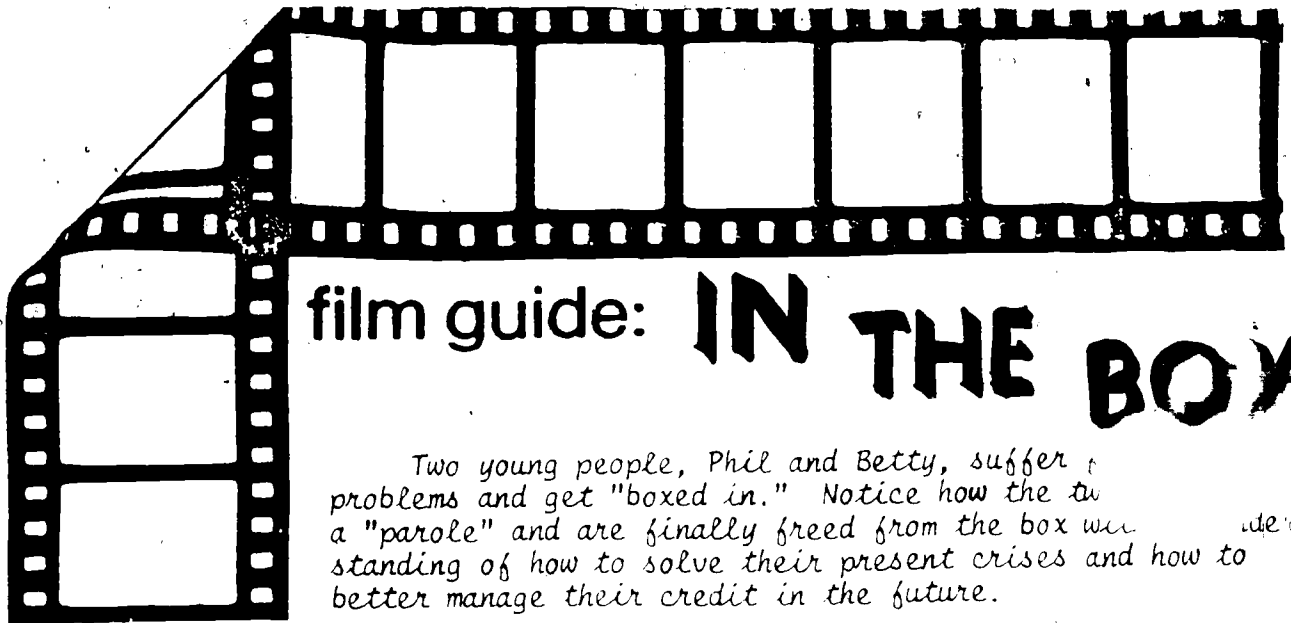 film guide: IN THE BOX
Two young people, Phil and Betty, suffer
problems and get "boxed in." Notice how the
a "parole" and are finally freed from the box
standing of how to solve their present crises and how to
better manage their credit in the future.